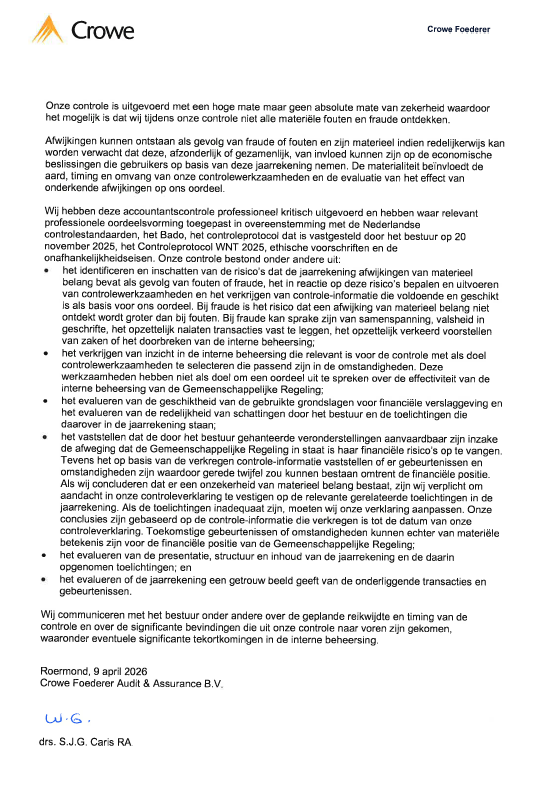 Crowe
Crowe Foederer
Onze controle is uitgevoerd met een hoge mate maar geen absolute mate van zekerheid waardoor
het mogelijk is dat wij tijdens onze controle niet alle materiële fouten en fraude ontdekken.
Afwijkingen kunnen ontstaan als gevolg van fraude of fouten en zijn materieel indien redelijkerwijs kan
worden verwacht dat deze, afzonderlijk of gezamenlijk, van invloed kunnen zijn op de economische
beslissingen die gebruikers op basis van deze jaarrekening nemen. De materialiteit beïnvloedt de
aard, timing en omvang van onze controlewerkzaamheden en de evaluatie van het effect van
onderkende afwijkingen op ons oordeel.
Wij hebben deze accountantscontrole professioneel kritisch uitgevoerd en hebben waar relevant
professionele oordeelsvorming toegepast in overeenstemming met de Nederlandse
controlestandaarden, het Bado, het controleprotocol dat is vastgesteld door het bestuur op 20
november 2025, het Controleprotocol WNT 2025, ethische voorschriften en de
onafhankelijkheidseisen. Onze controle bestond onder andere uit:
• het identificeren en inschatten van de risico's dat de jaarrekening afwijkingen van materieel
belang bevat als gevolg van fouten of fraude, het in reactie op deze risico's bepalen en uitvoeren
van controlewerkzaamheden en het verkrijgen van controle-informatie die voldoende en geschikt
is als basis voor ons oordeel. Bij fraude is het risico dat een afwijking van materieel belang niet
ontdekt wordt groter dan bij fouten. Bij fraude kan sprake zijn van samenspanning, valsheid in
geschrifte, het opzettelijk nalaten transacties vast te leggen, het opzettelijk verkeerd voorstellen
van zaken of het doorbreken van de interne beheersing;
• het verkrijgen van inzicht in de interne beheersing die relevant is voor de controle met als doel
controlewerkzaamheden te selecteren die passend zijn in de omstandigheden. Deze
werkzaamheden hebben niet als doel om een oordeel uit te spreken over de effectiviteit van de
interne beheersing van de Gemeenschappelijke Regeling;
• het evalueren van de geschiktheid van de gebruikte grondslagen voor financiële verslaggeving en
het evalueren van de redelijkheid van schattingen door het bestuur en de toelichtingen die
daarover in de jaarrekening staan;
• het vaststellen dat de door het bestuur gehanteerde veronderstellingen aanvaardbaar zijn inzake
de afweging dat de Gemeenschappelijke Regeling in staat is haar financiële risico's op te vangen.
Tevens het op basis van de verkregen controle-informatie vaststellen of er gebeurtenissen en
omstandigheden zijn waardoor gerede twijfel zou kunnen bestaan omtrent de financiële positie.
Als wij concluderen dat er een onzekerheid van materieel belang bestaat, zijn wij verplicht om
aandacht in onze controleverklaring te vestigen op de relevante gerelateerde toelichtingen in de
jaarrekening. Als de toelichtingen inadequaat zijn, moeten wij onze verklaring aanpassen. Onze
conclusies zijn gebaseerd op de controle-informatie die verkregen is tot de datum van onze
controleverklaring. Toekomstige gebeurtenissen of omstandigheden kunnen echter van materiële
betekenis zijn voor de financiële positie van de Gemeenschappelijke Regeling;
• het evalueren van de presentatie, structuur en inhoud van de jaarrekening en de daarin
opgenomen toelichtingen; en
• het evalueren of de jaarrekening een getrouw beeld geeft van de onderliggende transacties en
gebeurtenissen.
Wij communiceren met het bestuur onder andere over de geplande reikwijdte en timing van de
controle en over de significante bevindingen die uit onze controle naar voren zijn gekomen,
waaronder eventuele significante tekortkomingen in de interne beheersing.
Roermond, 9 april 2026
Crowe Foederer Audit & Assurance B.V.
W.G.
drs. S.J.G. Caris RA